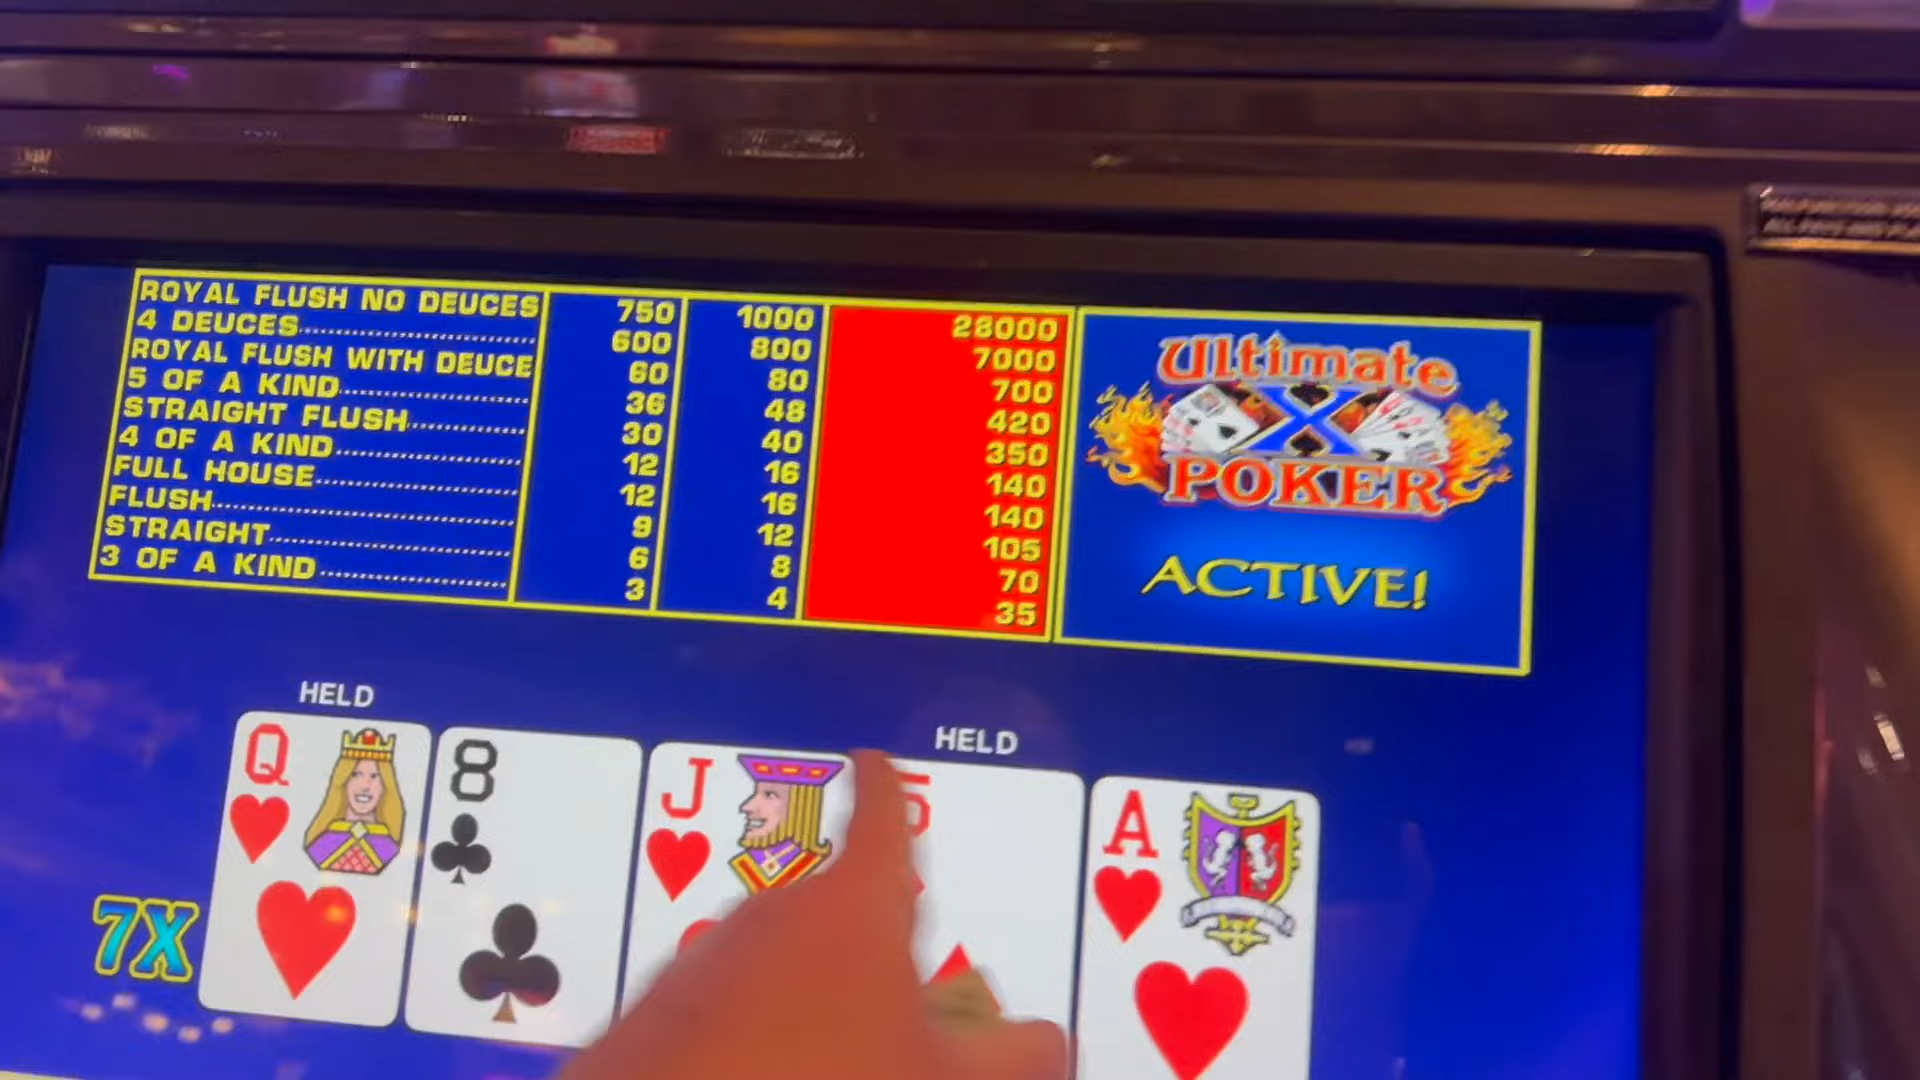 ROYAL FLUSH NO DEUCES 750 1000 28000
4 DEUCES 600 800 7000
ROYAL FLUSH WITH DEUCE 60 80 700
5 OF A KIND 36 48 420
STRAIGHT FLUSH 30 40 350
4 OF A KIND 12 16 140
FULL HOUSE 12 16 140
FLUSH 9 12 105
STRAIGHT 6 8 70
3 OF A KIND 3 4 35
Ultimate
X
POKER
ACTIVE!
HELD
HELD
Q 8 J 5 A
7X